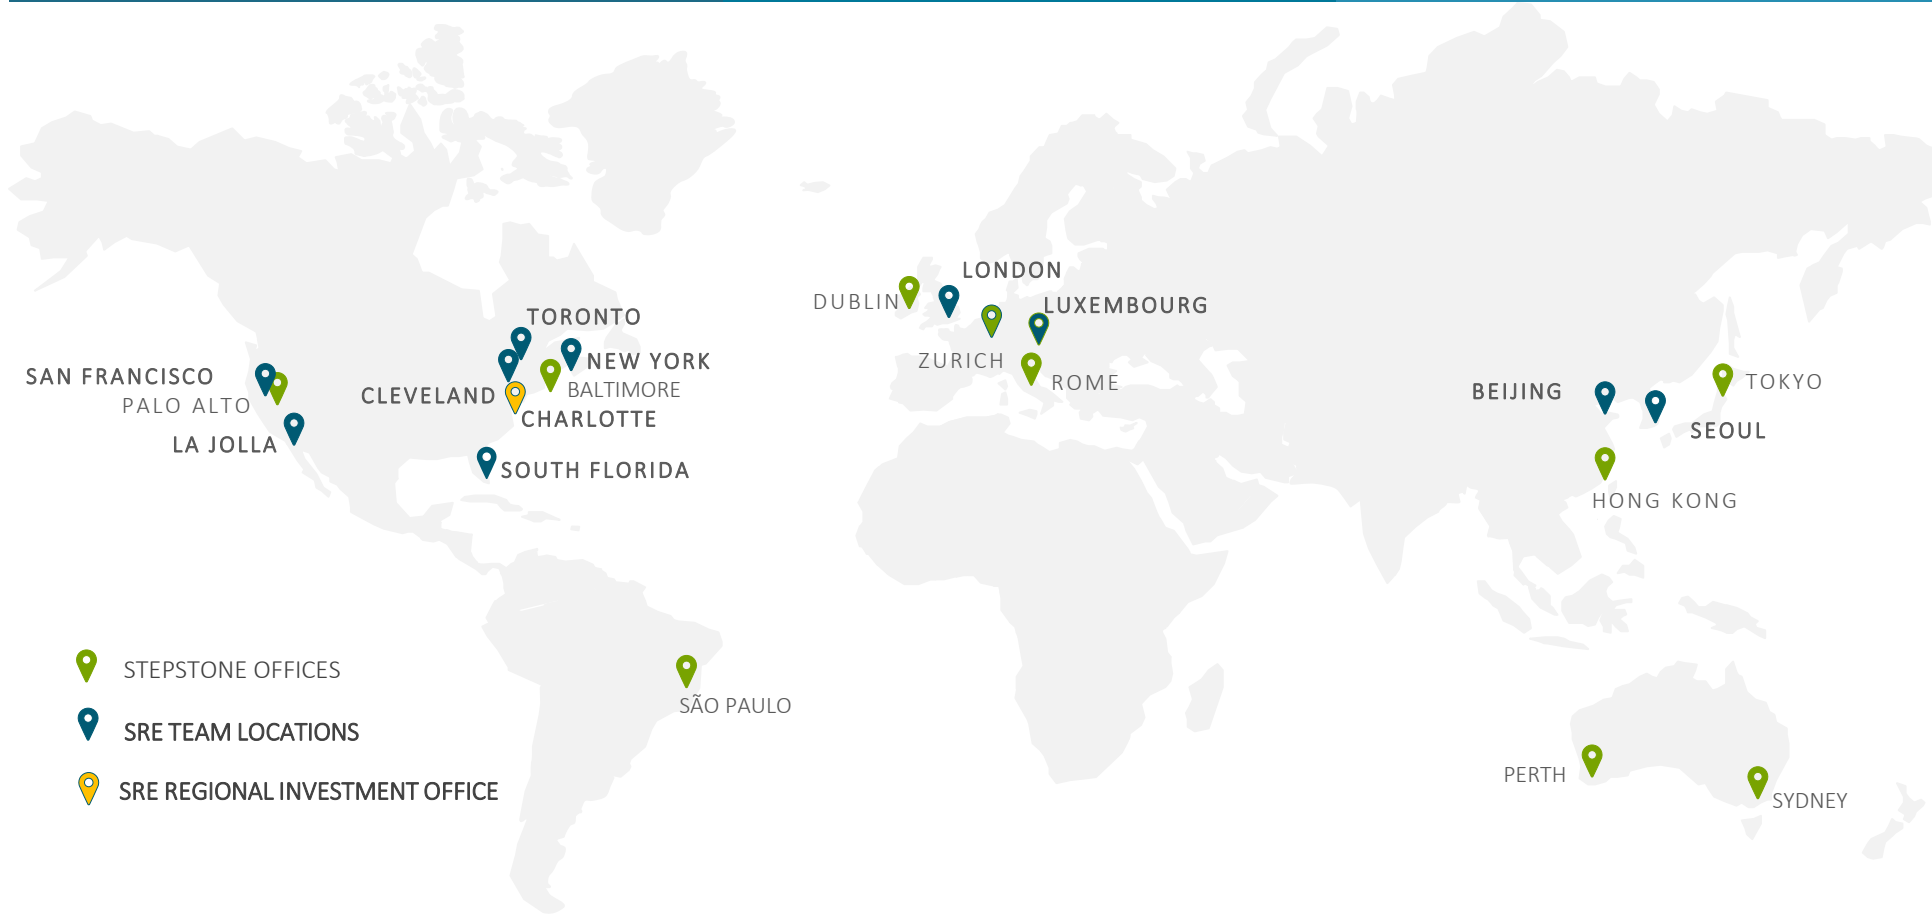 LONDON
DUBLIN
LUXEMBOURG
TORONTO
ZURICH
NEW YORK
SAN FRANCISCO
ROME
TOKYO
BALTIMORE
BEIJING
CLEVELAND
PALO ALTO
CHARLOTTE
SEOUL
LA JOLLA
SOUTH FLORIDA
HONG KONG
STEPSTONE OFFICES
SÃO PAULO
SRE TEAM LOCATIONS
PERTH
SRE REGIONAL INVESTMENT OFFICE
SYDNEY